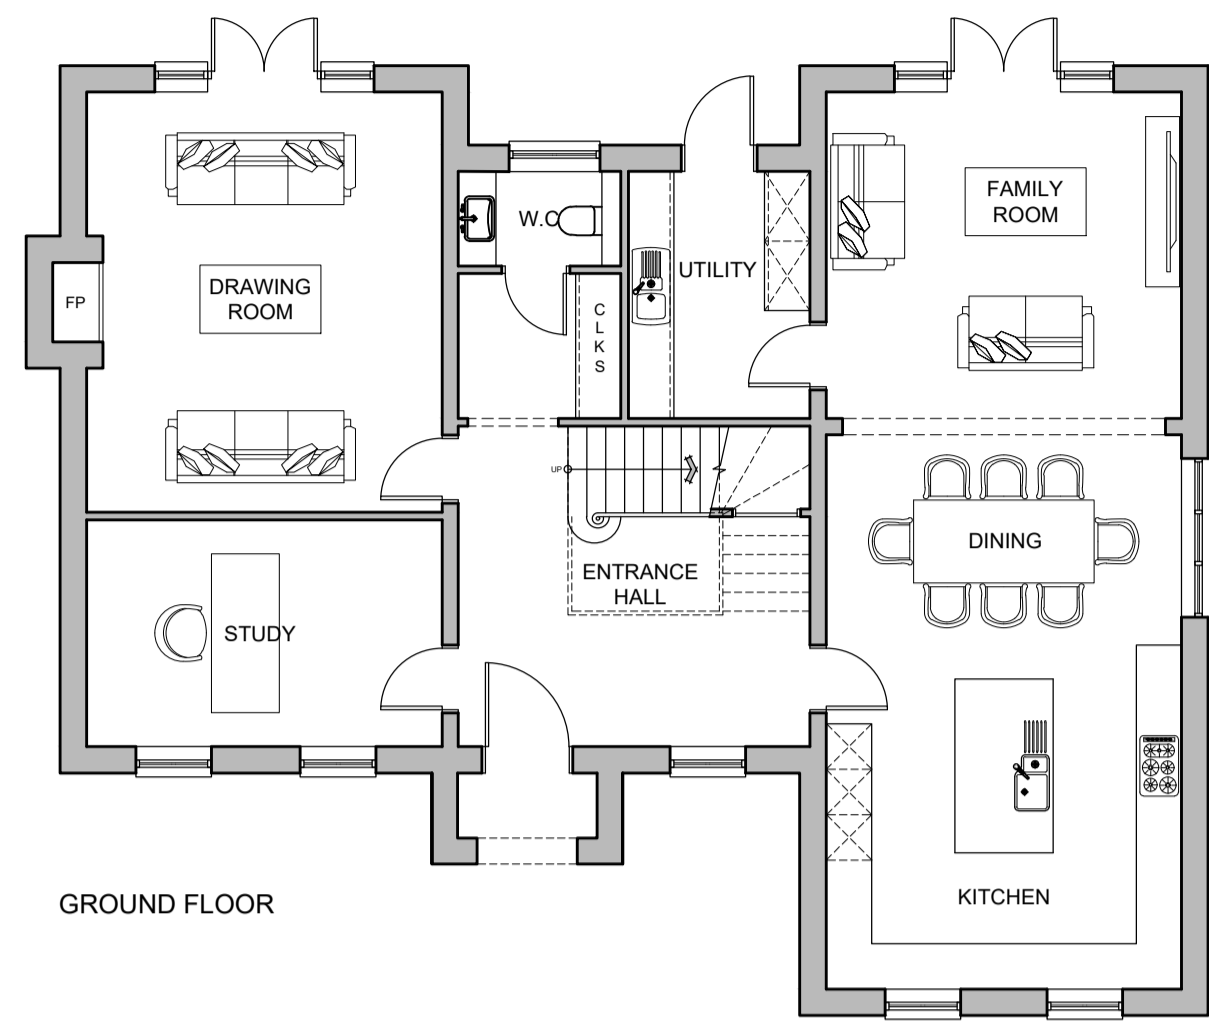 FAMILY
ROOM
W.C
UTILITY
DRAWING
ROOM
FP
C
L
K
S
UP
DINING
ENTRANCE
HALL
STUDY
KITCHEN
GROUND FLOOR